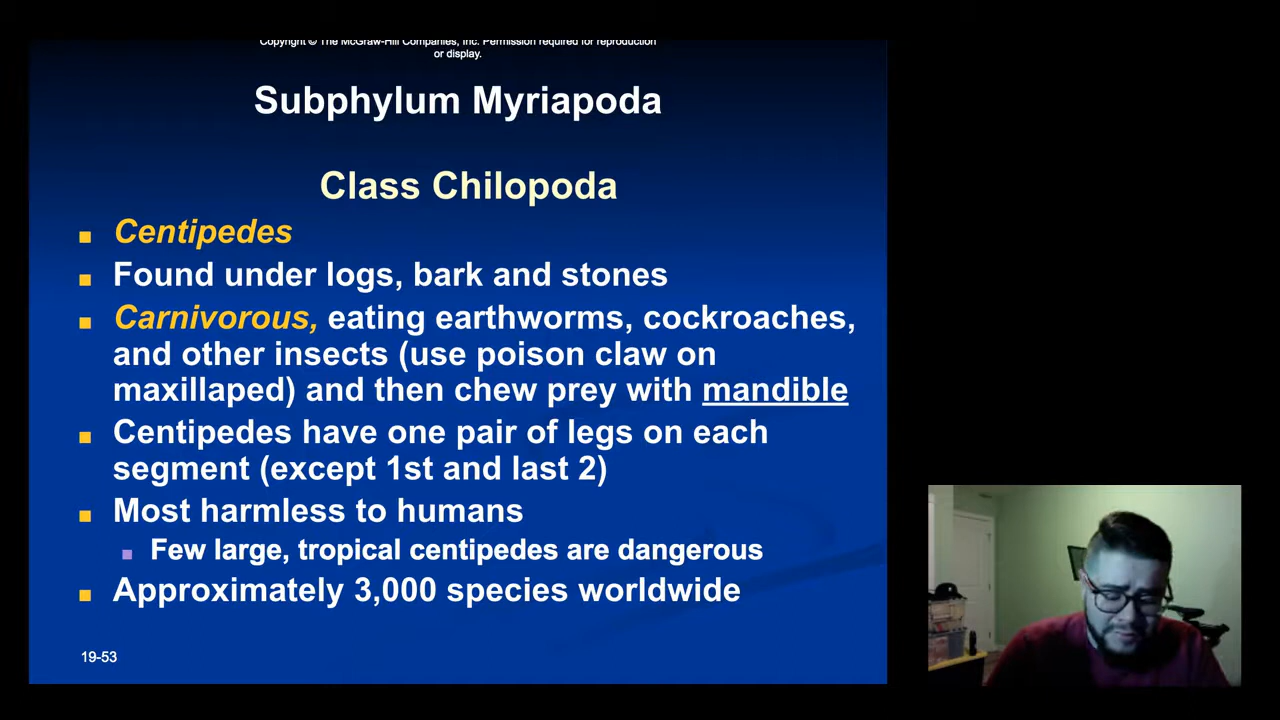 Copyright © The McGraw-Hill Companies, Inc. Permission required for reproduction
or display.
Subphylum Myriapoda
Class Chilopoda
Centipedes
Found under logs, bark and stones
Carnivorous, eating earthworms, cockroaches,
and other insects (use poison claw on
maxillaped) and then chew prey with mandible
Centipedes have one pair of legs on each
segment (except 1st and last 2)
Most harmless to humans
Few large, tropical centipedes are dangerous
Approximately 3,000 species worldwide
19-53